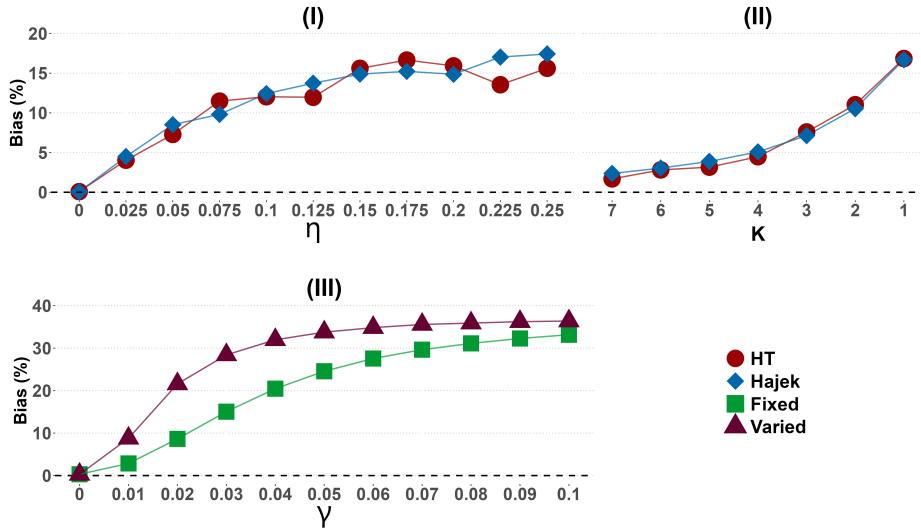 (I)
Bias (%)
20
15
10
5
0
0 0.025 0.05 0.075 0.1 0.125 0.15 0.175 0.2 0.225 0.25
η
(II)
7 6 5 4 3 2 1
K
(III)
Bias (%)
40
30
20
10
0
0 0.01 0.02 0.03 0.04 0.05 0.06 0.07 0.08 0.09 0.1
γ
HT
Hajek
Fixed
Varied